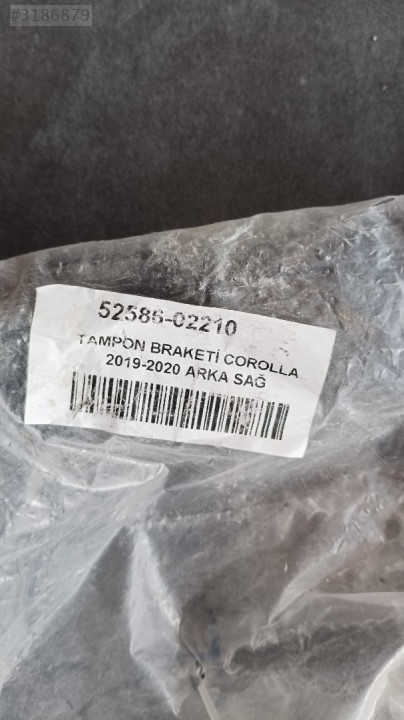 #3186879
52586-02210
TAMPON BRAKETİ COROLLA
2019-2020 ARKA SAĞ